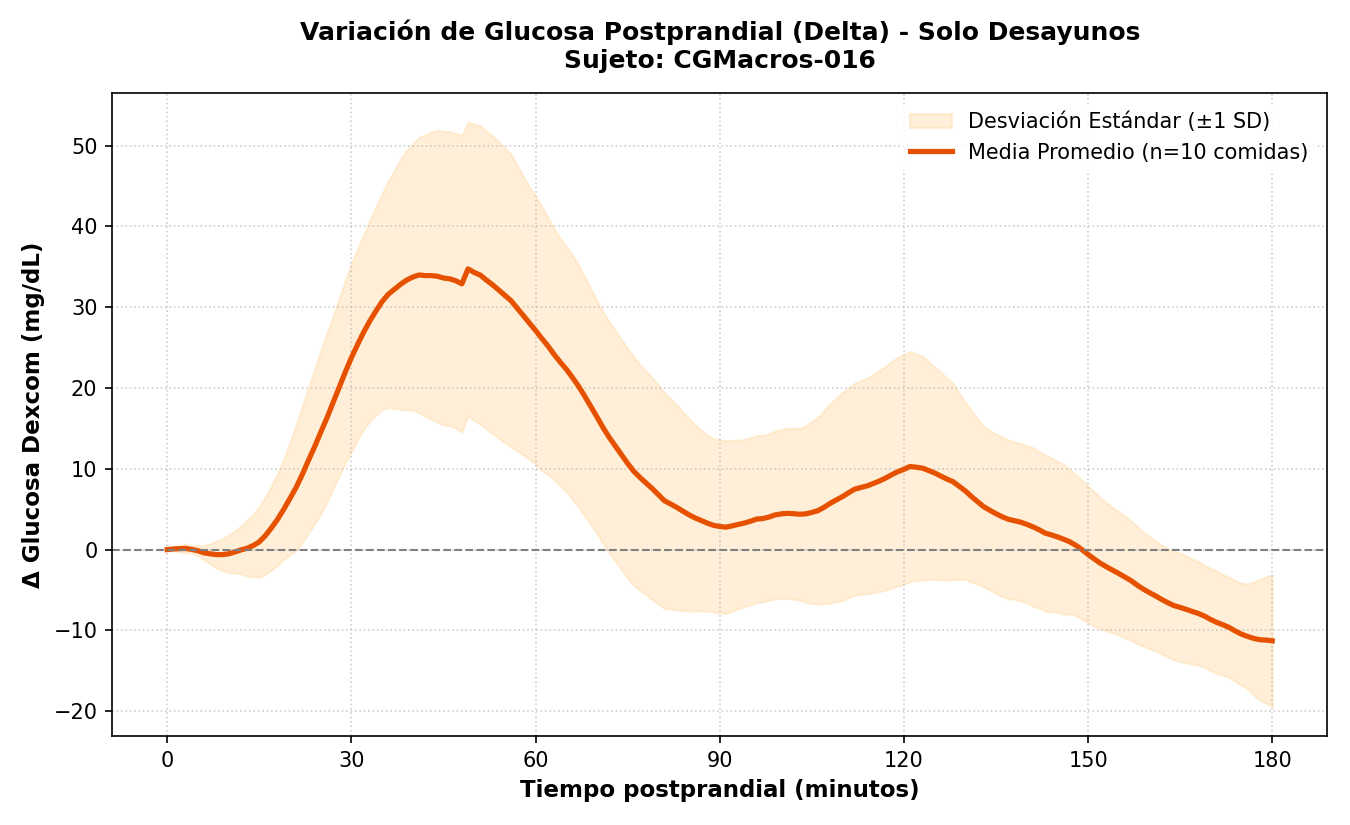 Variación de Glucosa Postprandial (Delta) - Solo Desayunos
Sujeto: CGMacros-016
Desviación Estándar (±1 SD)
Media Promedio (n=10 comidas)
Δ Glucosa Dexcom (mg/dL)
50
40
30
20
10
0
−10
−20
0 30 60 90 120 150 180
Tiempo postprandial (minutos)